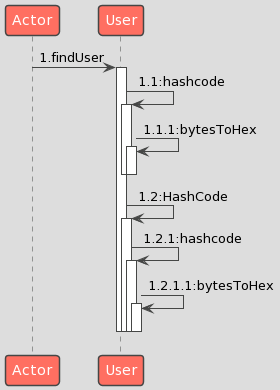 Actor User
1.findUser
1.1:hashcode
1.1.1:bytesToHex
1.2:HashCode
1.2.1:hashcode
1.2.1.1:bytesToHex
Actor User